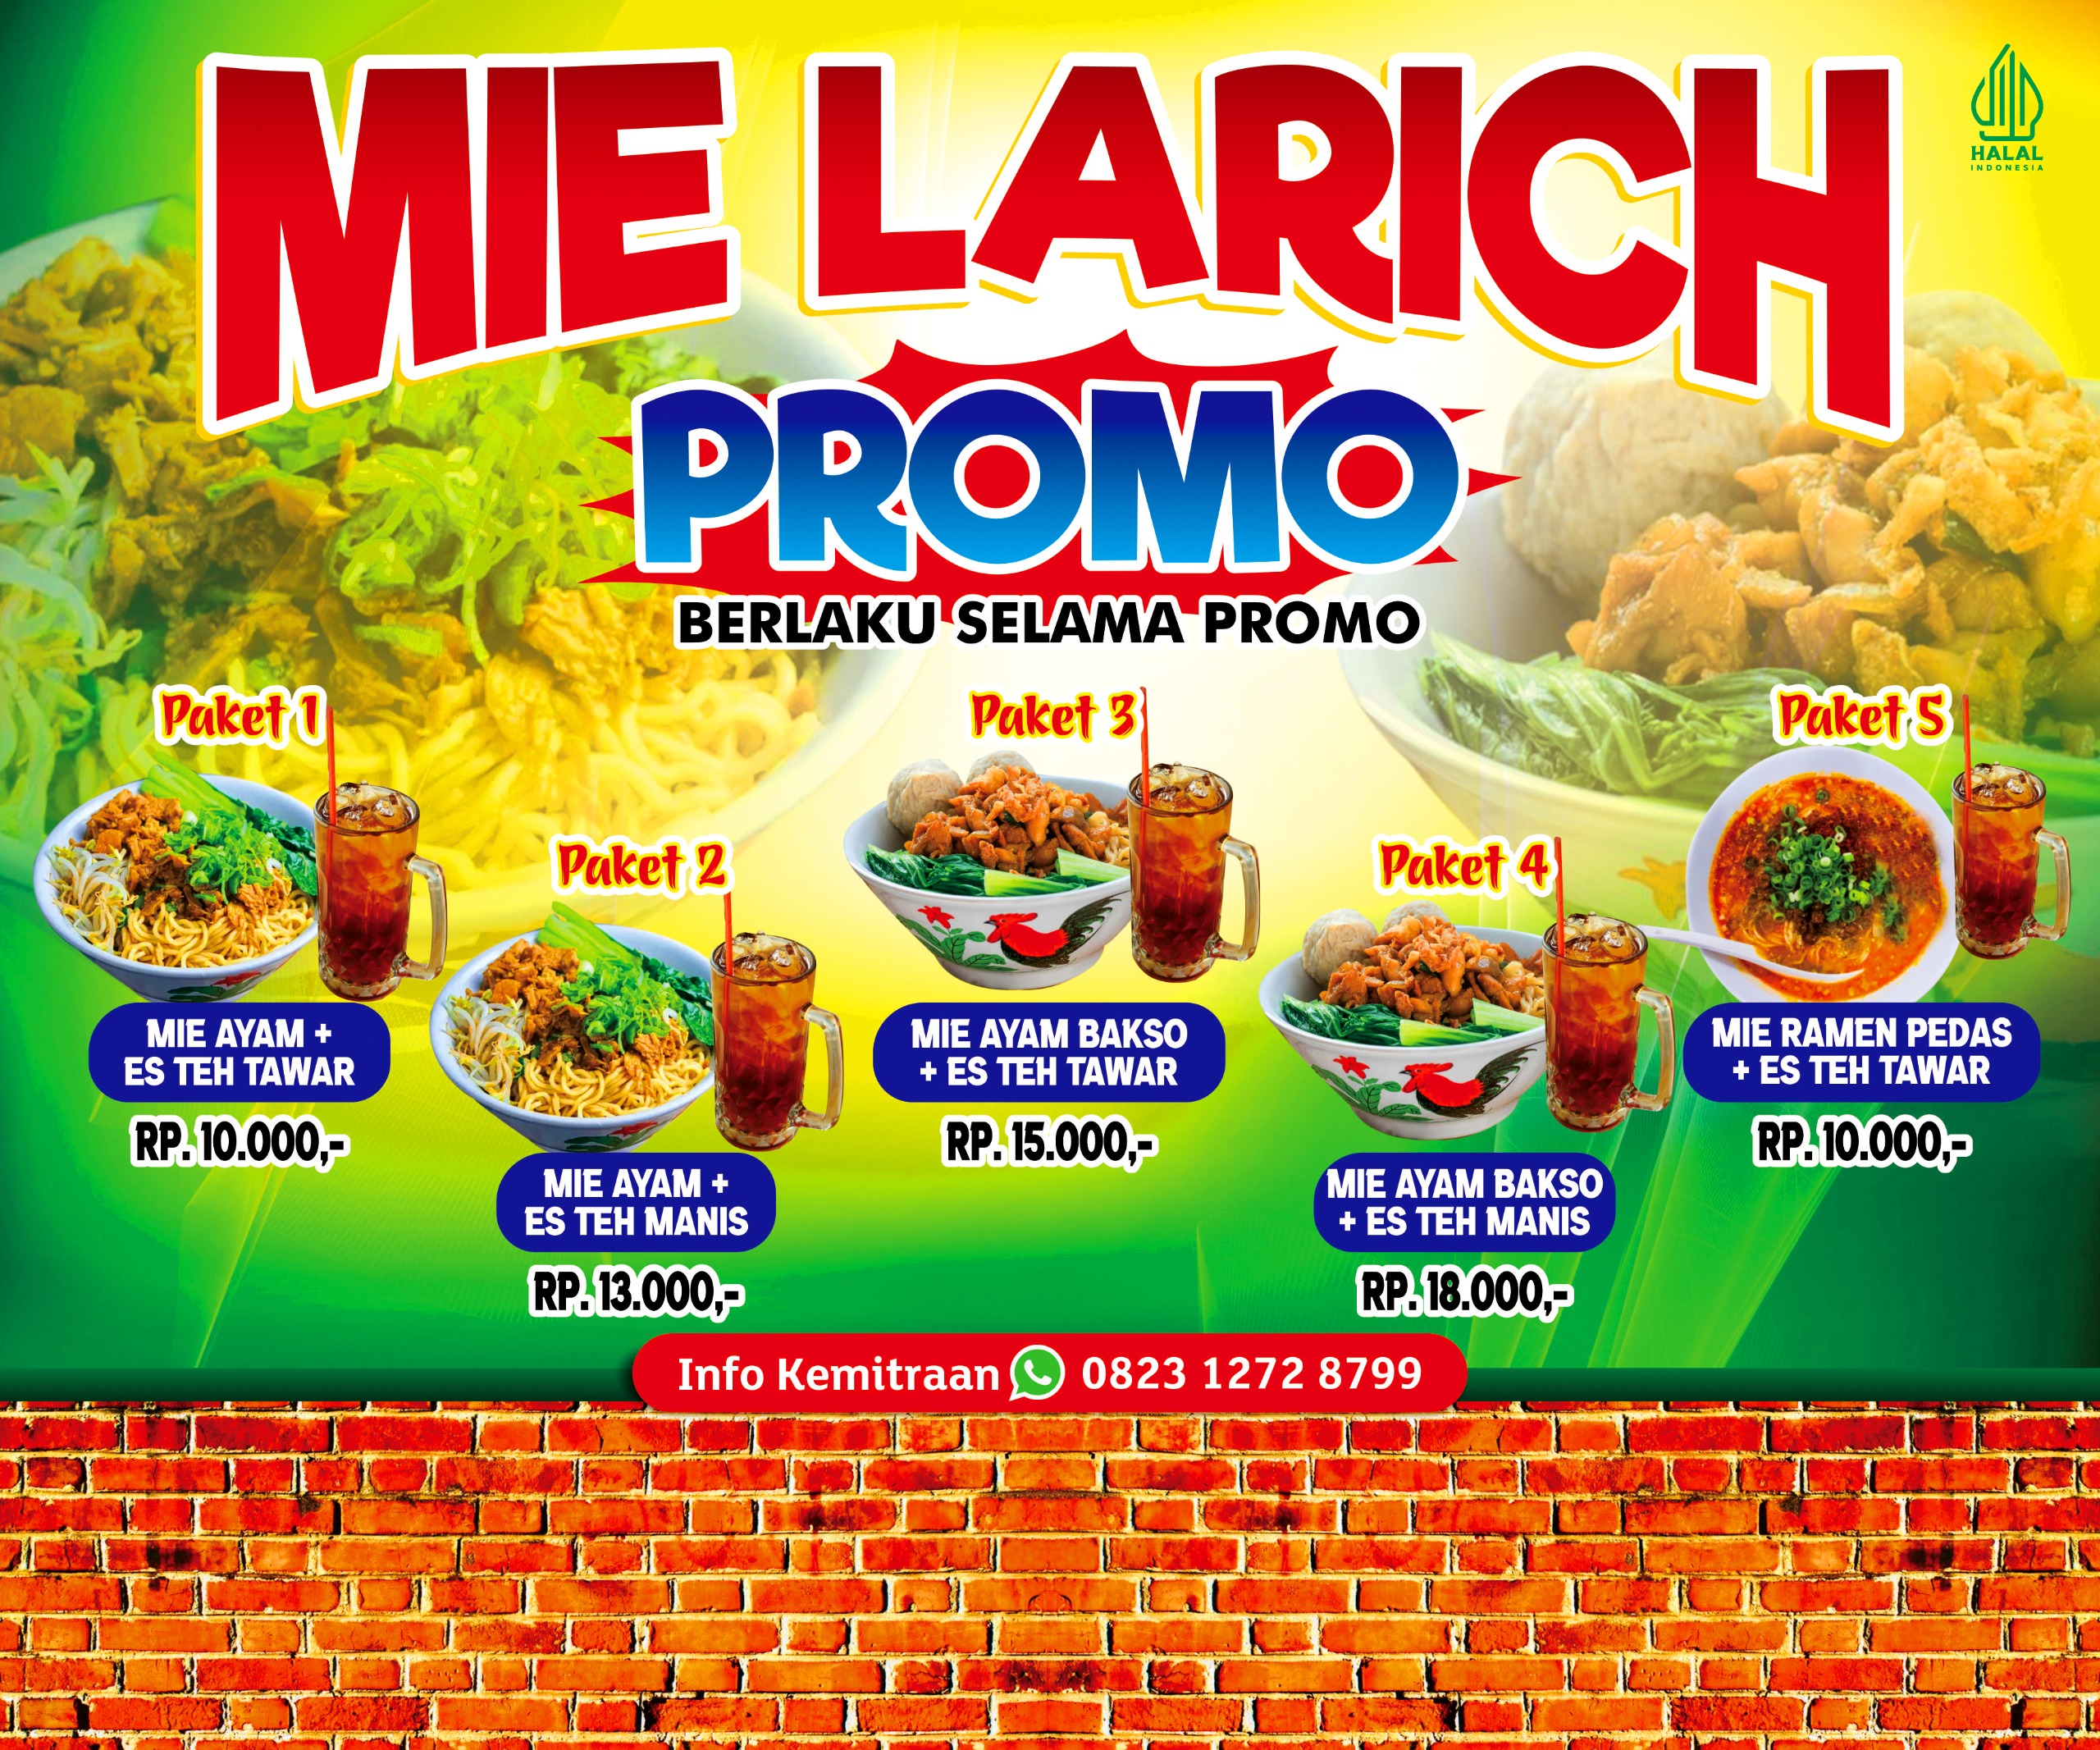 MIE LARICH
HALAL
INDONESIA
PROMO
BERLAKU SELAMA PROMO
Paket 1
MIE AYAM +
ES TEH TAWAR
RP. 10.000,-
Paket 2
MIE AYAM +
ES TEH MANIS
RP. 13.000,-
Paket 3
MIE AYAM BAKSO
+ ES TEH TAWAR
RP. 15.000,-
Paket 4
MIE AYAM BAKSO
+ ES TEH MANIS
RP. 18.000,-
Paket 5
MIE RAMEN PEDAS
+ ES TEH TAWAR
RP. 10.000,-
Info Kemitraan 0823 1272 8799